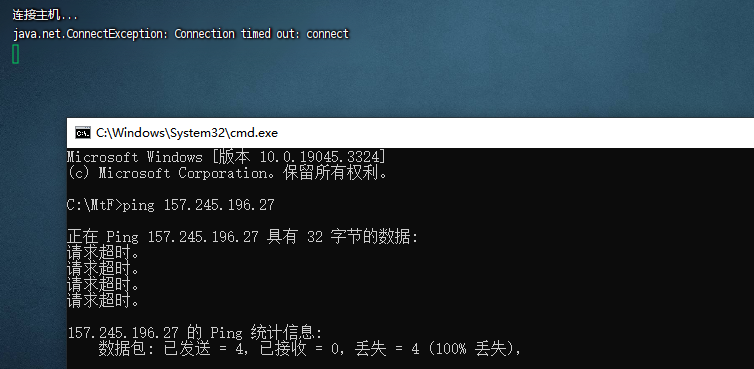 连接主机...
java.net.ConnectException: Connection timed out: connect
C:\Windows\System32\cmd.exe
Microsoft Windows [版本 10.0.19045.3324]
(c) Microsoft Corporation。保留所有权利。
C:\MtF>ping 157.245.196.27
正在 Ping 157.245.196.27 具有 32 字节的数据:
请求超时。
请求超时。
请求超时。
请求超时。
157.245.196.27 的 Ping 统计信息:
数据包: 已发送 = 4，已接收 = 0，丢失 = 4 (100% 丢失)，